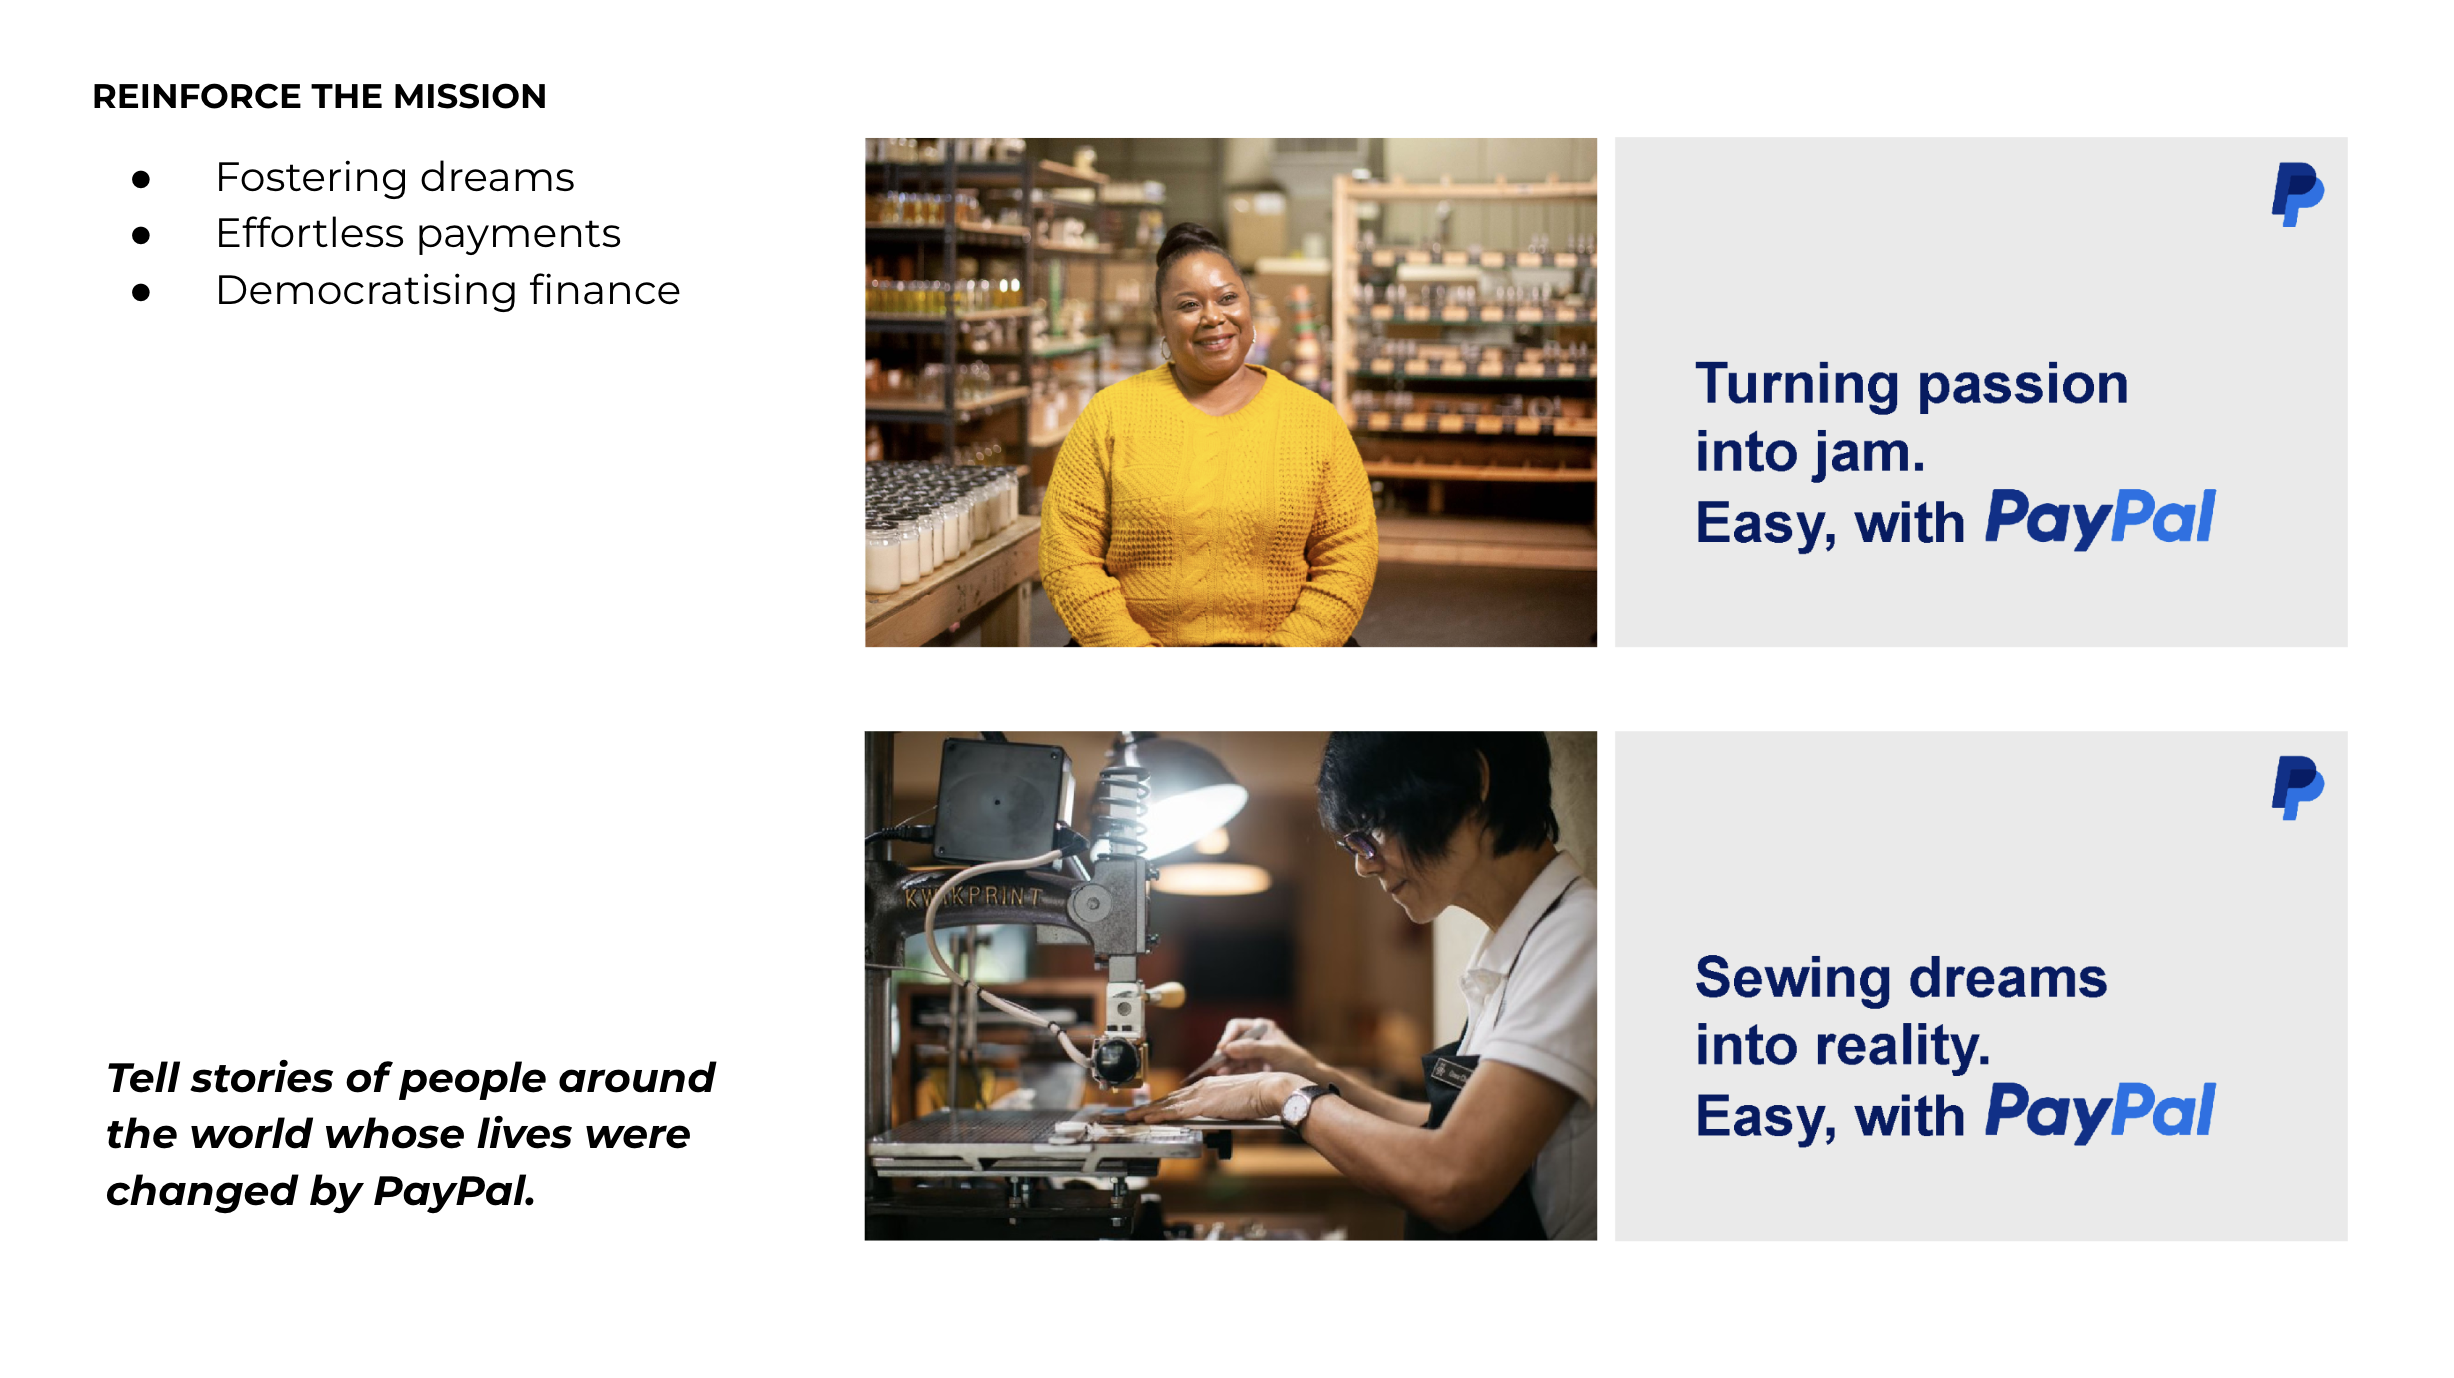 REINFORCE THE MISSION
● Fostering dreams
● Effortless payments
● Democratising finance
Turning passion
into jam.
Easy, with PayPal
KWIKPRINT
Sewing dreams
into reality.
Easy, with PayPal
Tell stories of people around
the world whose lives were
changed by PayPal.